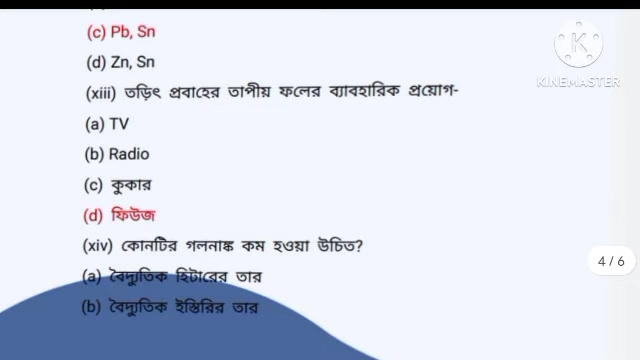 (c) Pb, Sn
(d) Zn, Sn
(xiii) তড়িৎ প্রবাহের তাপীয় ফলের ব্যাবহারিক প্রয়োগ-
(a) TV
(b) Radio
(c) কুকার
(d) ফিউজ
(xiv) কোনটির গলনাঙ্ক কম হওয়া উচিত?
(a) বৈদ্যুতিক হিটারের তার
(b) বৈদ্যুতিক ইস্তিরির তার
4 / 6
K
KINEMASTER